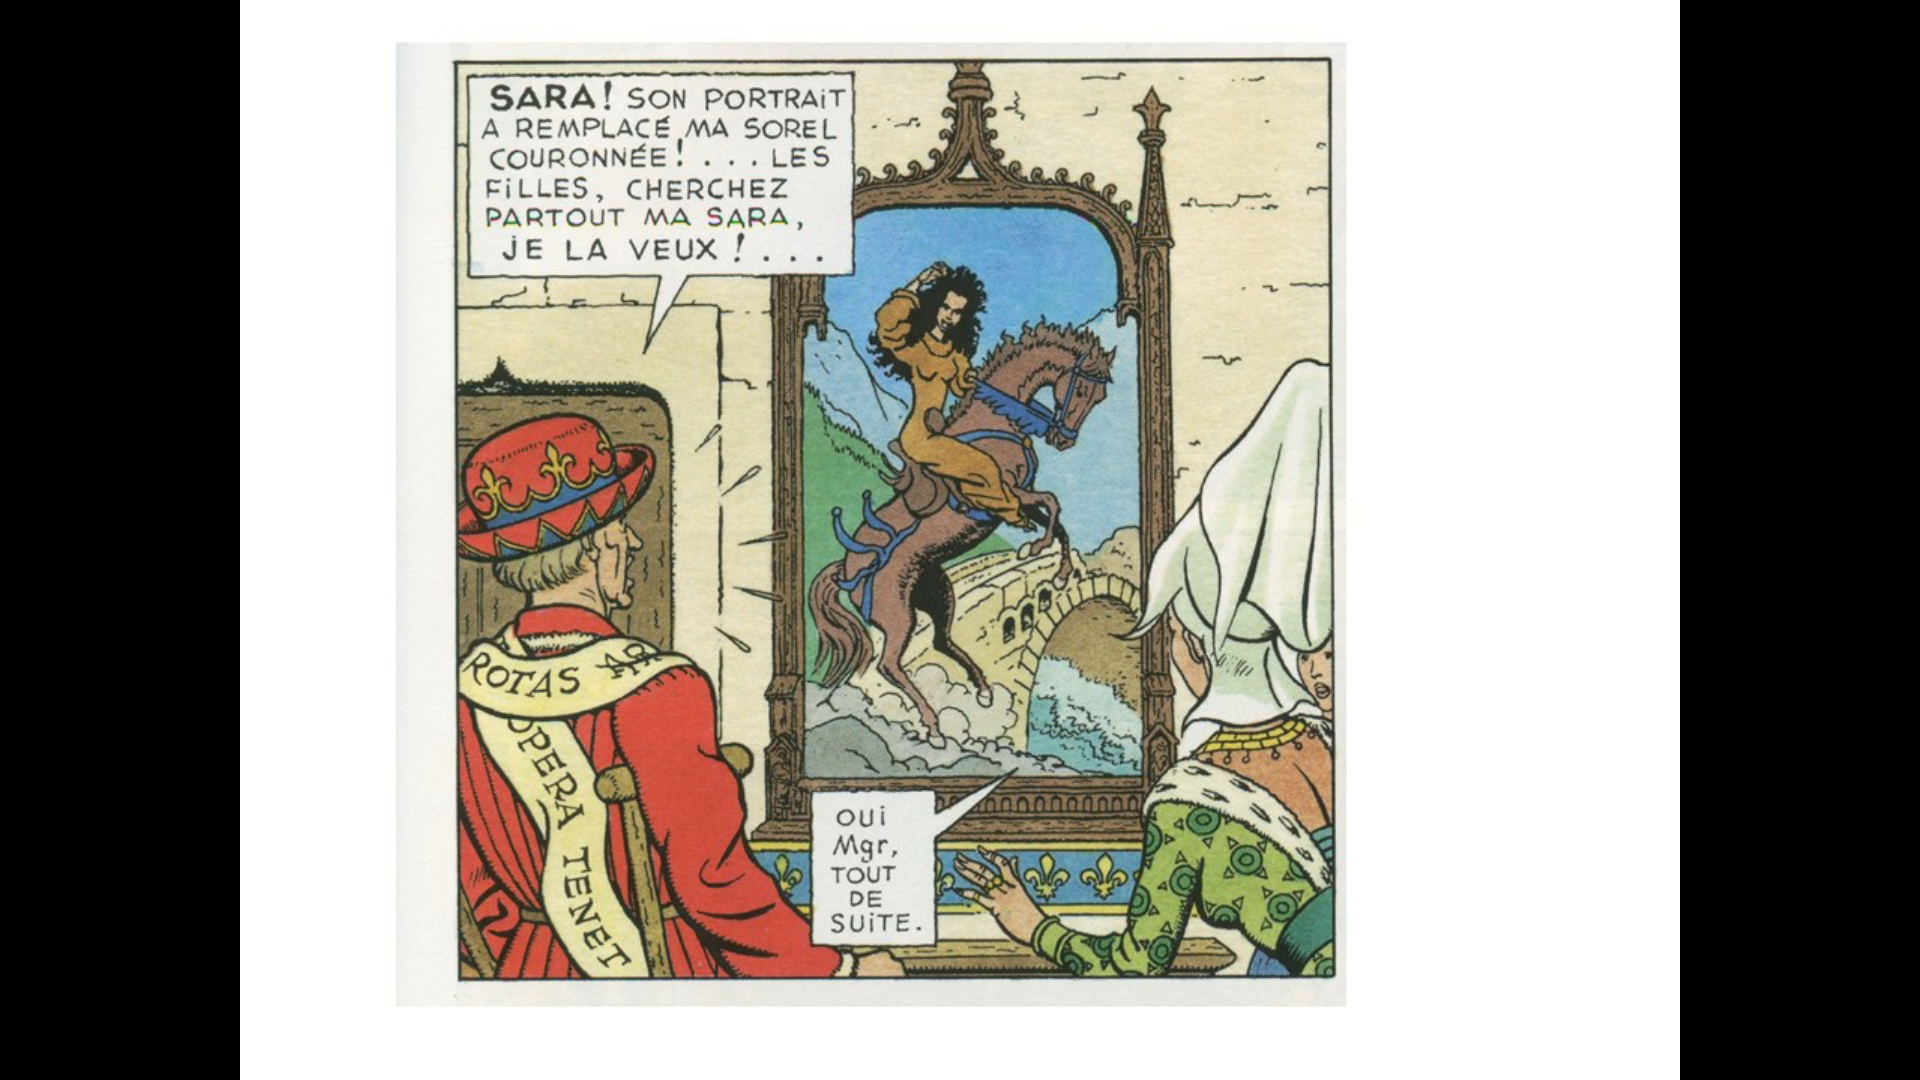 SARA! SON PORTRAiT
A REMPLACÉ MA SOREL
COURONNÉE! ... LES
FiLLES, CHERCHEZ
PARTOUT MA SARA,
JE LA VEUX! ...
ROTAS AR
OPERA TENET
OUi
Mgr,
TOUT
DE
SUiTE.